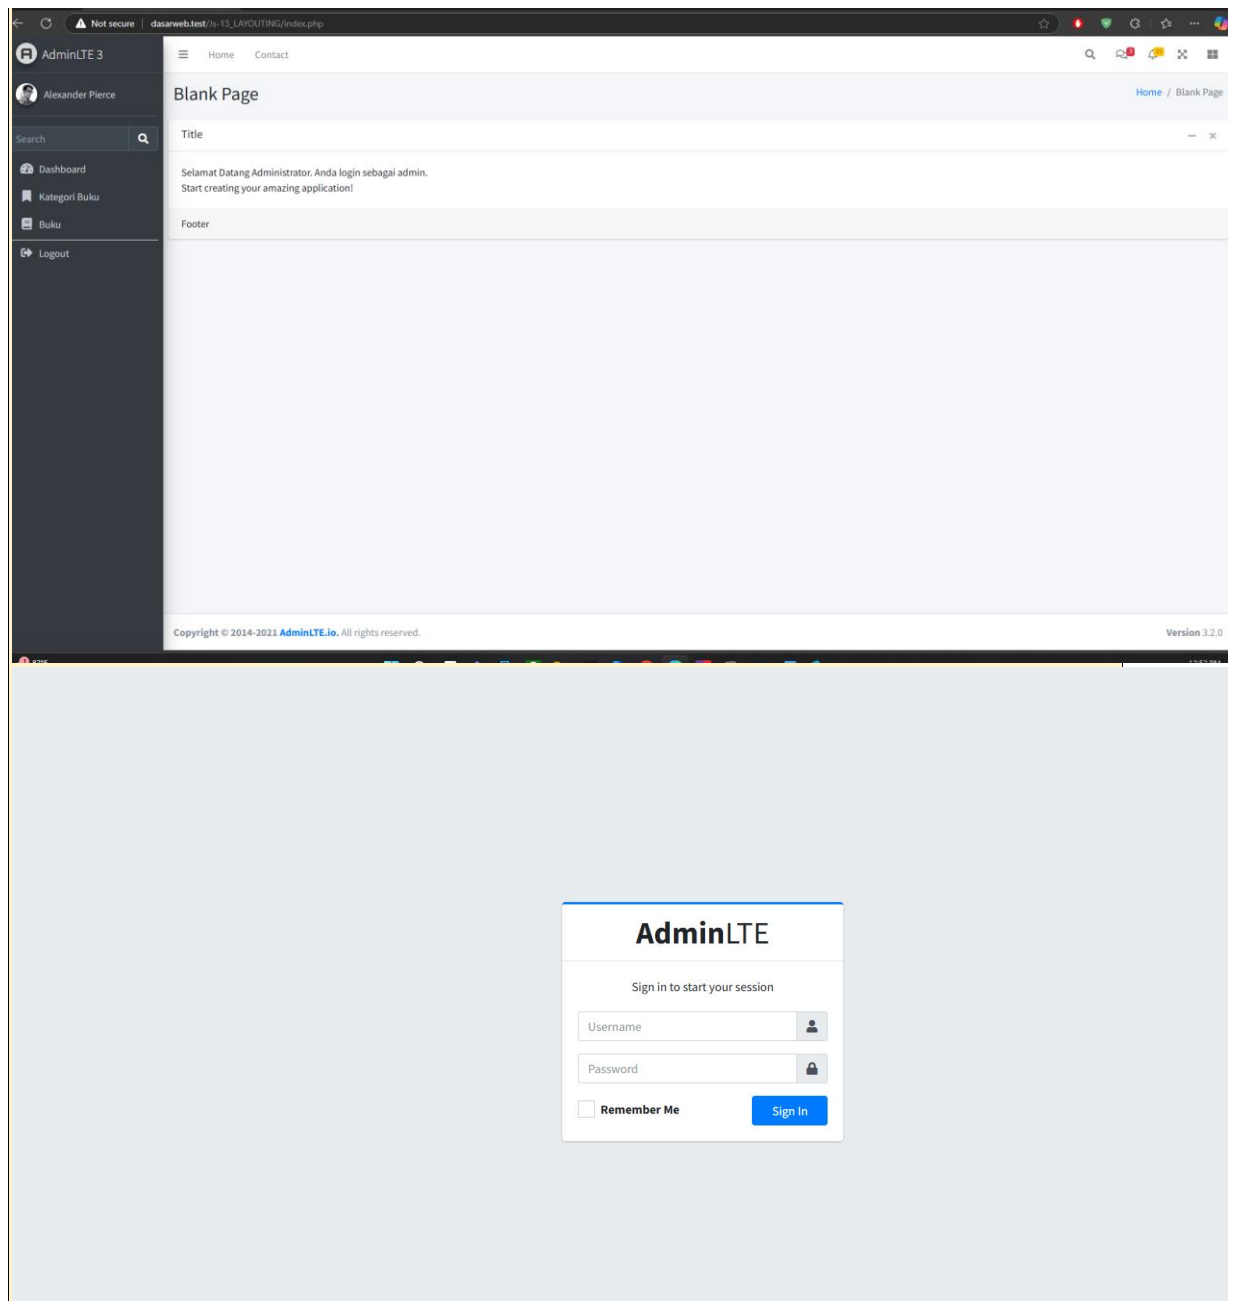 Not secure | dasarweb.test/Js-13_LAYOUTING/index.php
AdminLTE 3
Home Contact
Alexander Pierce
Blank Page
Home / Blank Page
Search
Title
Dashboard
Selamat Datang Administrator. Anda login sebagai admin.
Start creating your amazing application!
Kategori Buku
Buku
Footer
Logout
Copyright © 2014-2021 AdminLTE.io. All rights reserved.
Version 3.2.0
AdminLTE
Sign in to start your session
Username
Password
Remember Me
Sign In